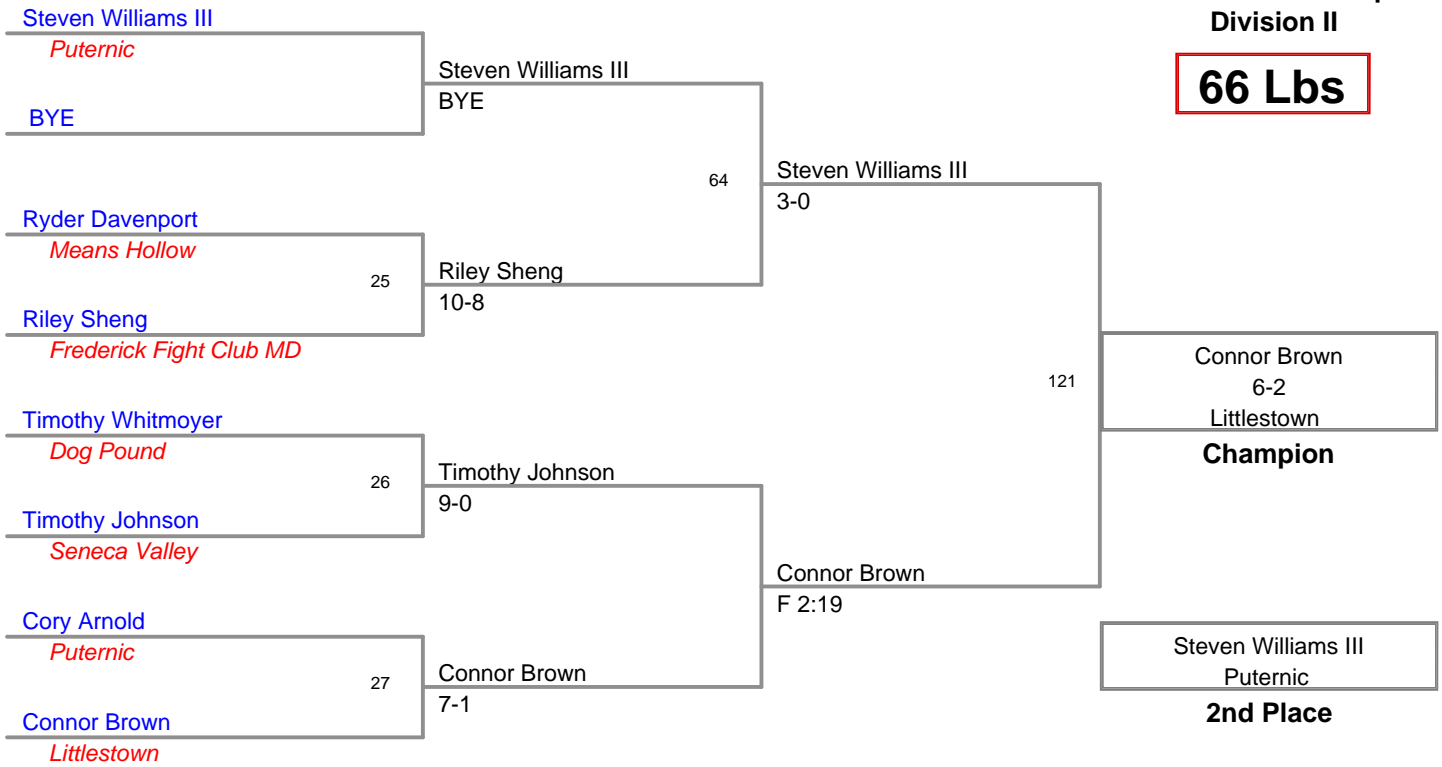 Division II
66 Lbs
Steven Williams III
Puternic
BYE
Ryder Davenport
Means Hollow
25
Riley Sheng
Frederick Fight Club MD
Timothy Whitmoyer
Dog Pound
26
Timothy Johnson
Seneca Valley
Cory Arnold
Puternic
27
Connor Brown
Littlestown
Steven Williams III
BYE
64
Riley Sheng
10-8
Timothy Johnson
9-0
Connor Brown
7-1
Steven Williams III
3-0
121
Connor Brown
F 2:19
Connor Brown
6-2
Littlestown
Champion
Steven Williams III
Puternic
2nd Place